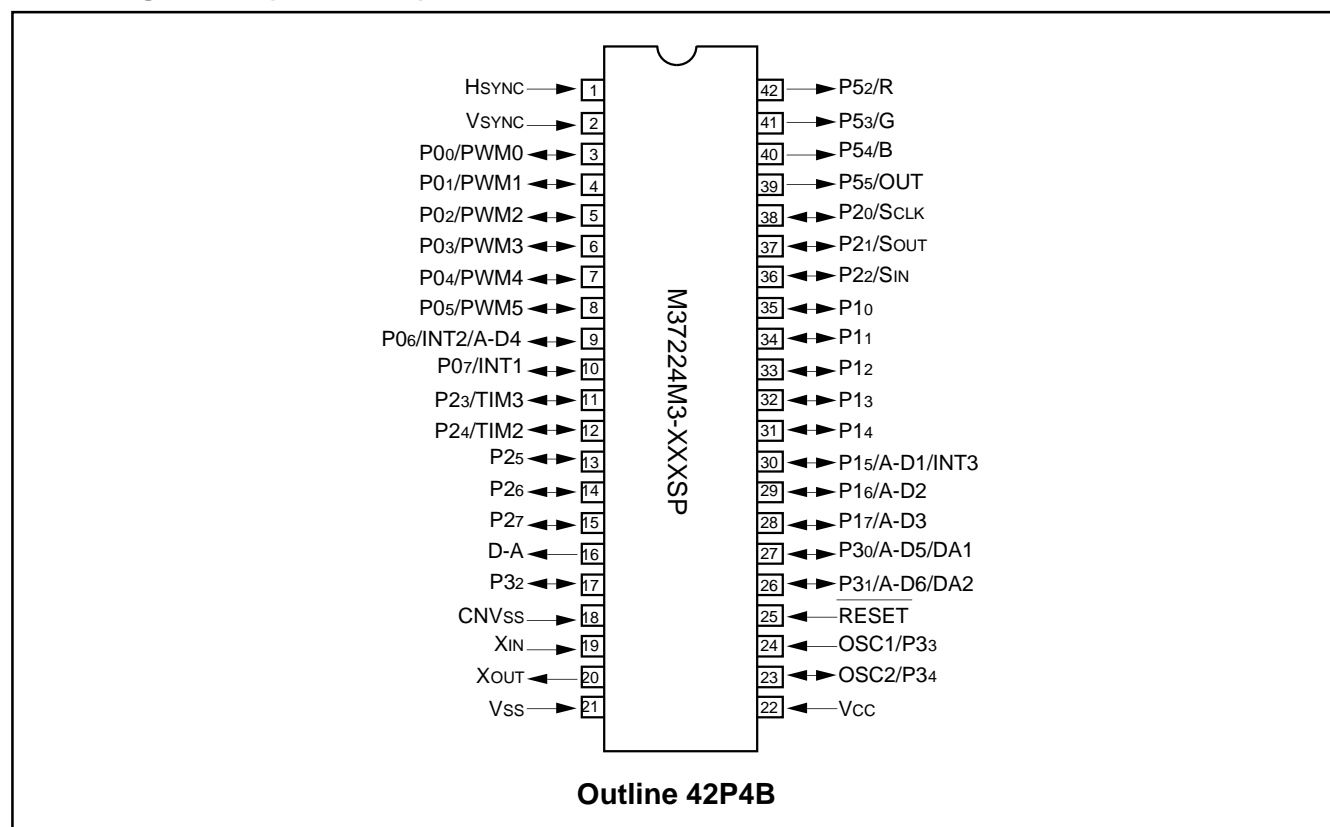 HSYNC 1 42 P52/R
VSYNC 2 41 P53/G
P00/PWM0 3 40 P54/B
P01/PWM1 4 39 P55/OUT
P02/PWM2 5 38 P20/SCLK
P03/PWM3 6 37 P21/SOUT
P04/PWM4 7 36 P22/SIN
P05/PWM5 8 35 P10
P06/INT2/A-D4 9 34 P11
P07/INT1 10 33 P12
P23/TIM3 11 32 P13
P24/TIM2 12 31 P14
P25 13 30 P15/A-D1/INT3
P26 14 29 P16/A-D2
P27 15 28 P17/A-D3
D-A 16 27 P30/A-D5/DA1
P32 17 26 P31/A-D6/DA2
CNVSS 18 25 RESET
XIN 19 24 OSC1/P33
XOUT 20 23 OSC2/P34
VSS 21 22 VCC
M37224M3-XXXSP
Outline 42P4B